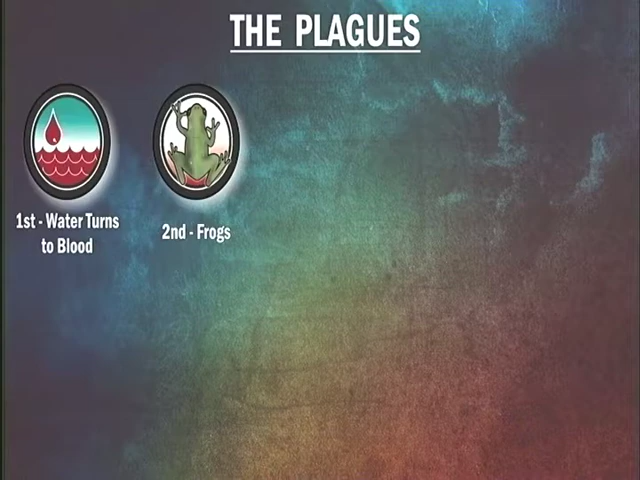 THE PLAGUES
1st - Water Turns
to Blood
2nd - Frogs